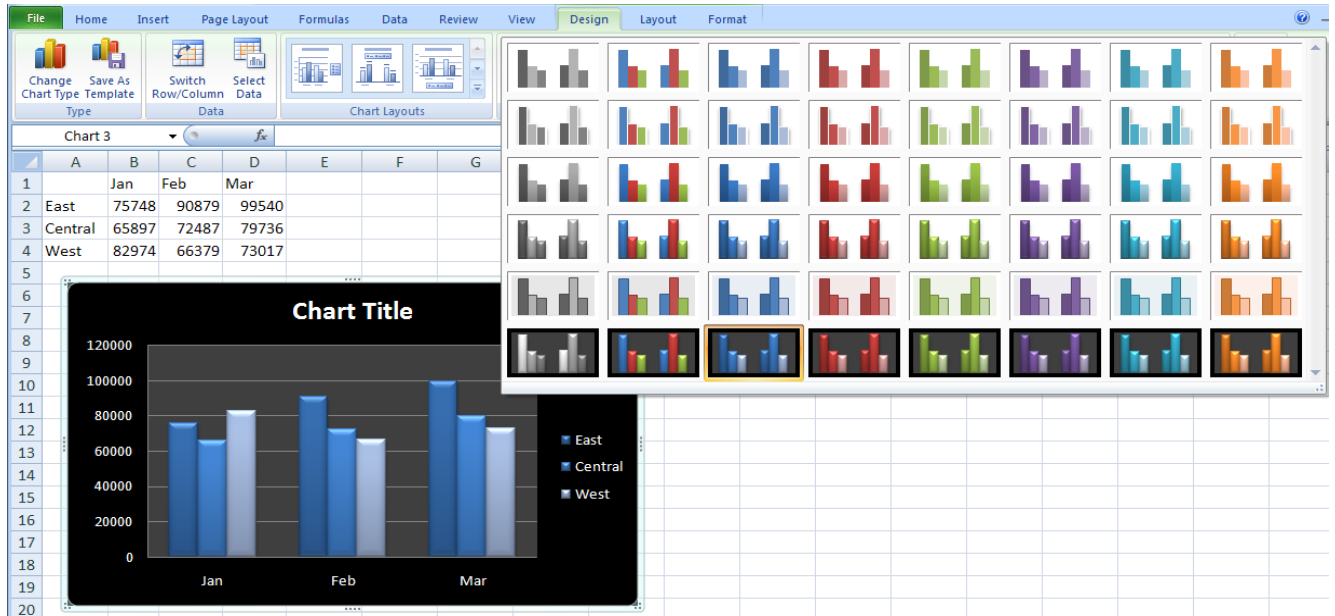 File Home Insert Page Layout Formulas Data Review View Design Layout Format
Change Save As Switch Select
Chart Type Template Row/Column Data
Type Data Chart Layouts
Chart 3 fx
A B C D E F G
1 Jan Feb Mar
2 East 75748 90879 99540
3 Central 65897 72487 79736
4 West 82974 66379 73017
5
6
7
8
9
10
11
12
13
14
15
16
17
18
19
20
Chart Title
120000
100000
80000
60000
40000
20000
0
Jan Feb Mar
East
Central
West